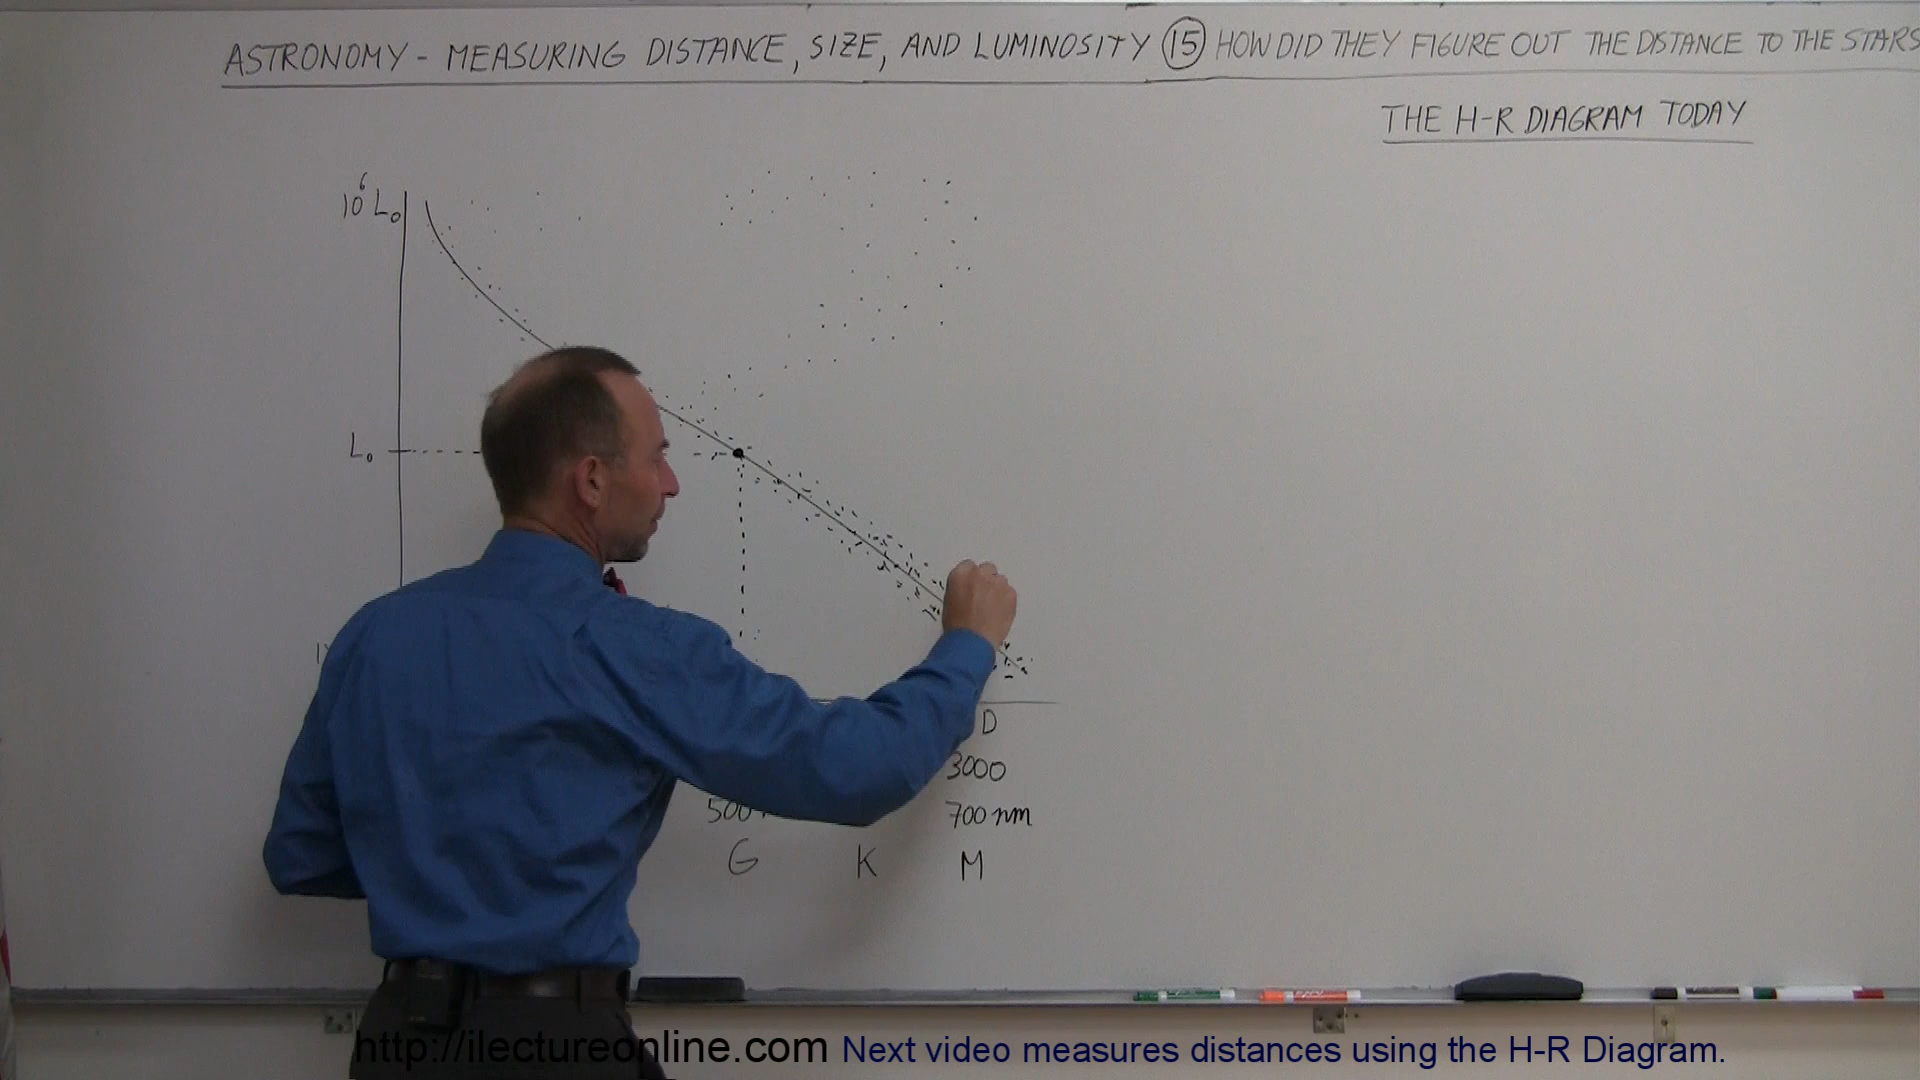 ASTRONOMY - MEASURING DISTANCE, SIZE, AND LUMINOSITY 15 HOW DID THEY FIGURE OUT THE DISTANCE TO THE STARS
THE H-R DIAGRAM TODAY
10⁶ L₀
L₀
D
3000
500
700 nm
G K M
http://ilectureonline.com Next video measures distances using the H-R Diagram.